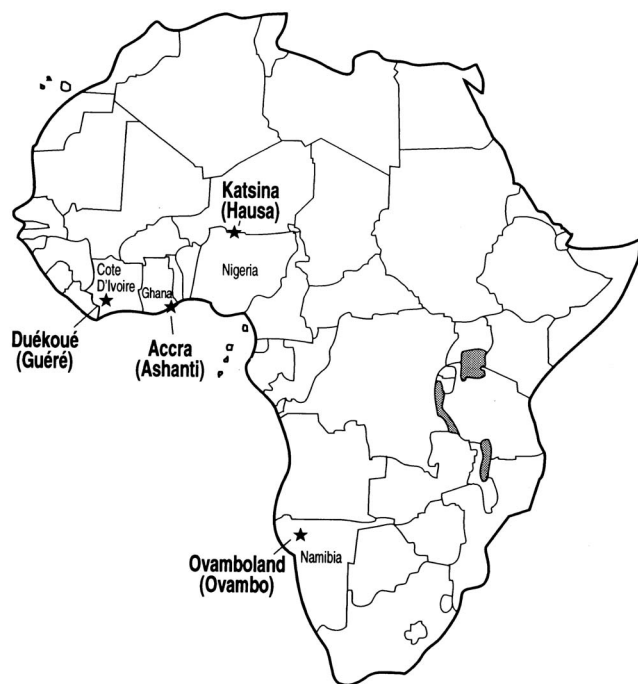 Katsina
(Hausa)
Cote
D'Ivoire
Ghana
Nigeria
Duékoué
(Guéré)
Accra
(Ashanti)
Ovamboland
(Ovambo)
Namibia